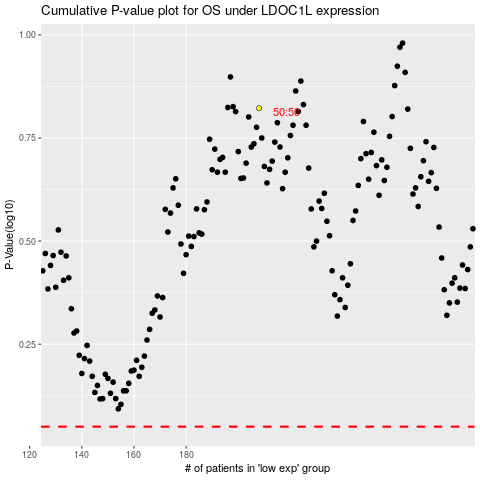 Cumulative P-value plot for OS under LDOC1L expression
1.00
50:50
0.75
0.50
0.25
P-Value(log10)
120 140 160 180
# of patients in 'low exp' group